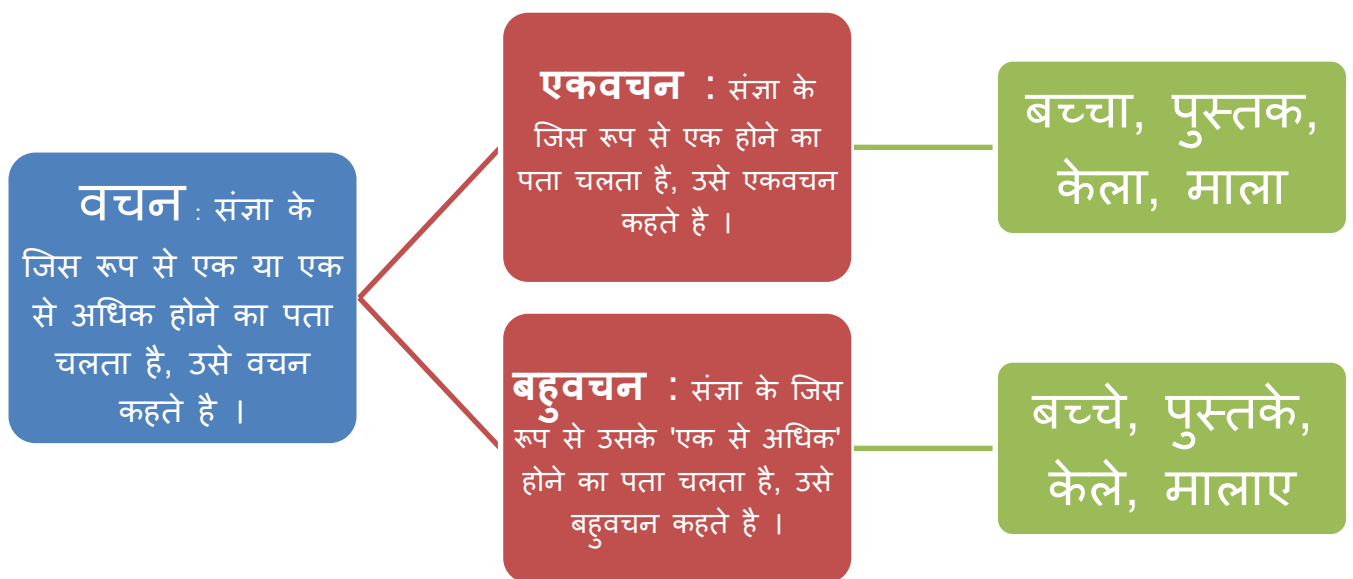 वचन : संज्ञा के
जिस रूप से एक या एक
से अधिक होने का पता
चलता है, उसे वचन
कहते है ।
एकवचन : संज्ञा के
जिस रूप से एक होने का
पता चलता है, उसे एकवचन
कहते है ।
बच्चा, पुस्तक,
केला, माला
बहुवचन : संज्ञा के जिस
रूप से उसके 'एक से अधिक'
होने का पता चलता है, उसे
बहुवचन कहते है ।
बच्चे, पुस्तके,
केले, मालाए